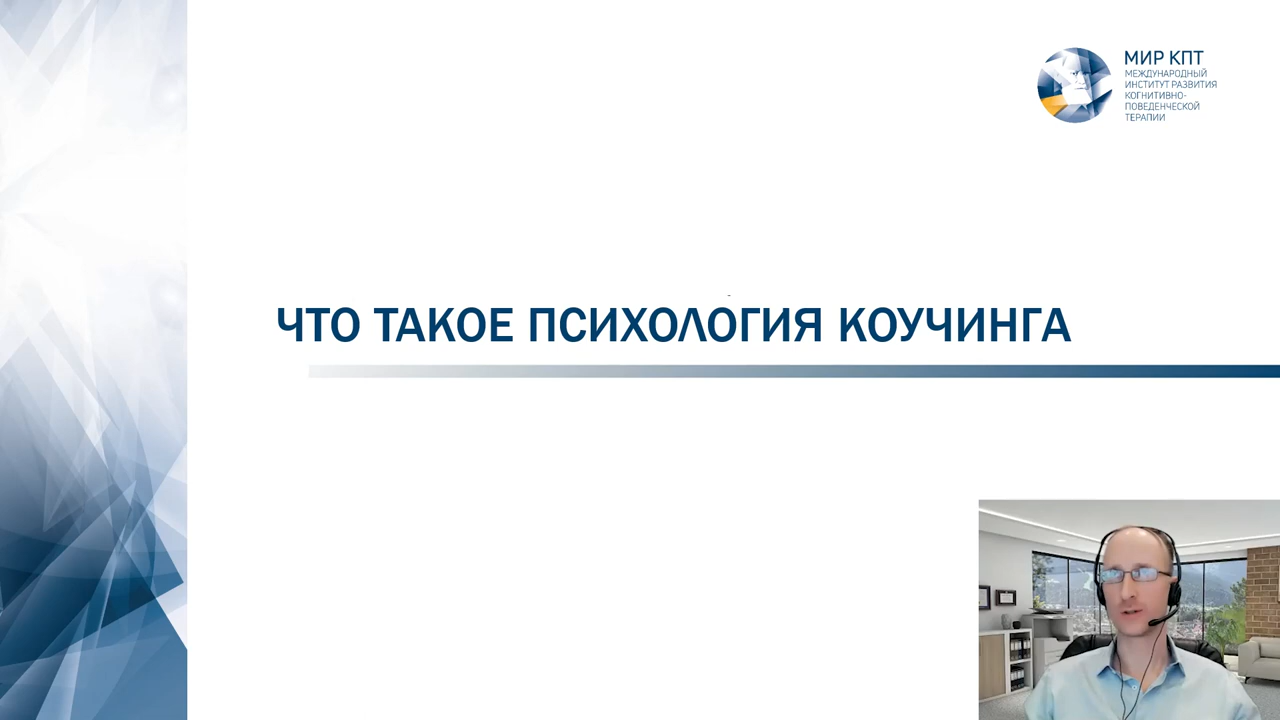 МИР КПТ
МЕЖДУНАРОДНЫЙ
ИНСТИТУТ РАЗВИТИЯ
КОГНИТИВНО-
ПОВЕДЕНЧЕСКОЙ
ТЕРАПИИ
ЧТО ТАКОЕ ПСИХОЛОГИЯ КОУЧИНГА